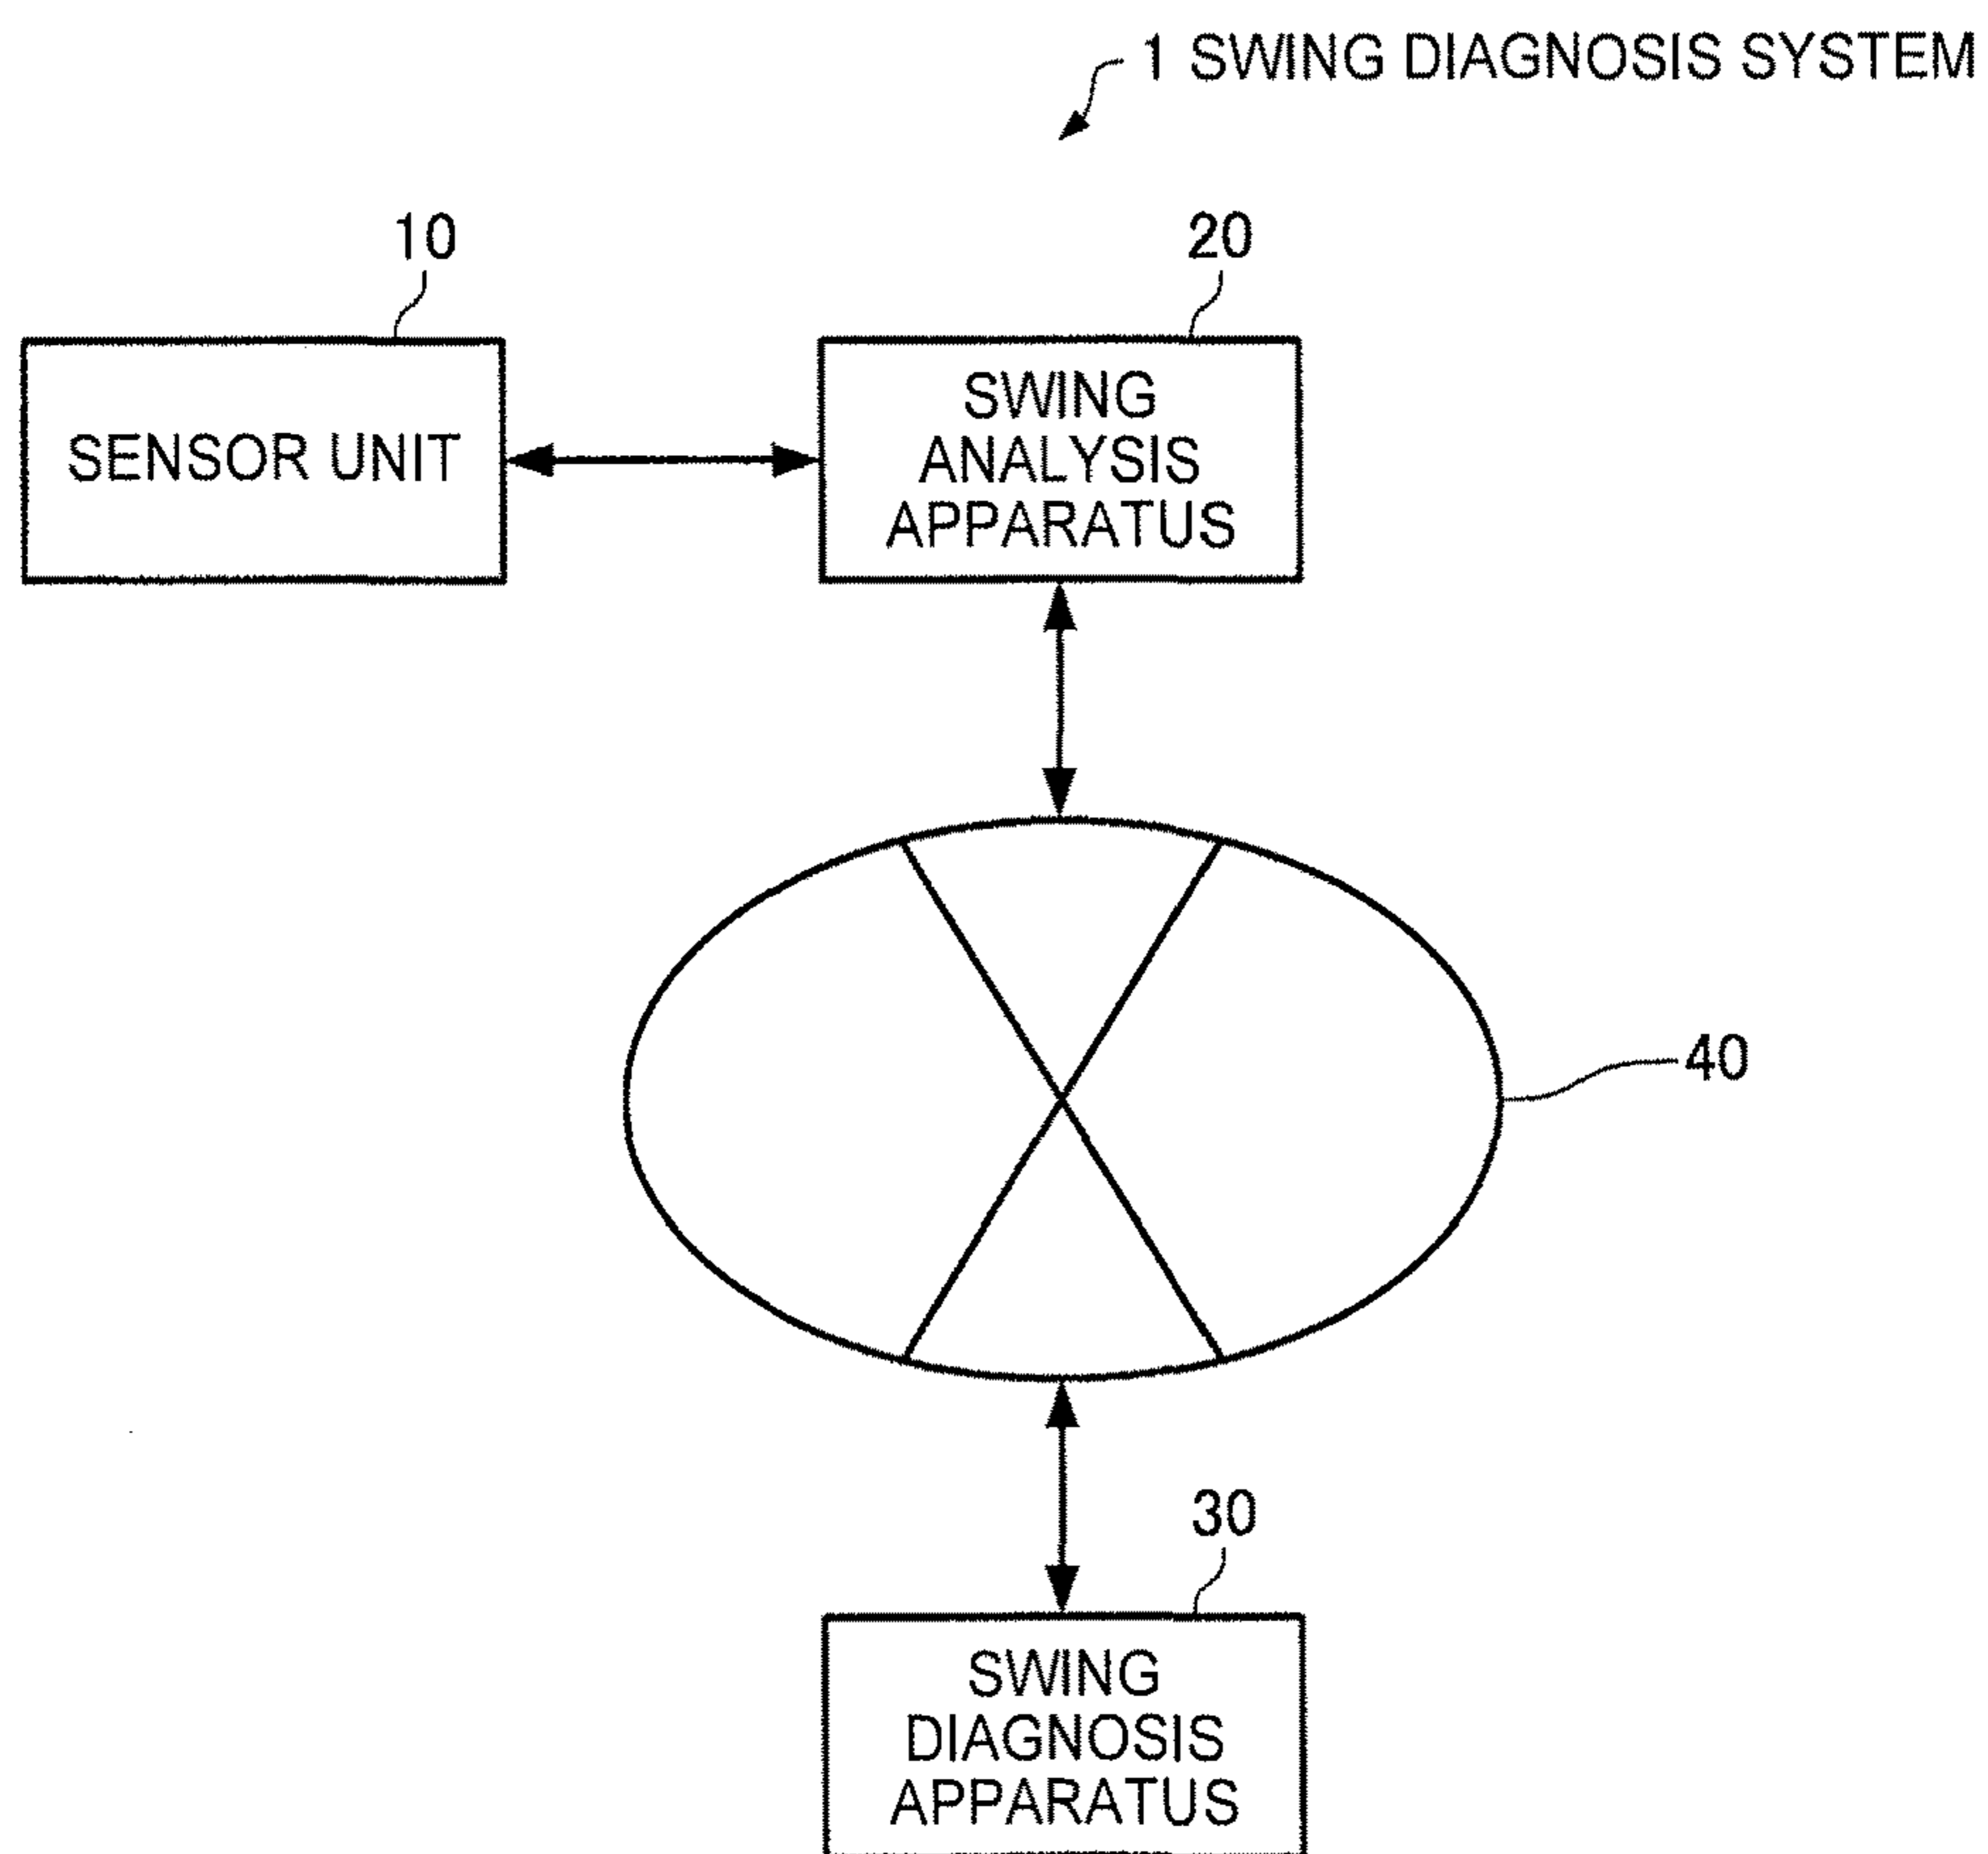 1 SWING DIAGNOSIS SYSTEM
10
20
SENSOR UNIT
SWING
ANALYSIS
APPARATUS
40
30
SWING
DIAGNOSIS
APPARATUS